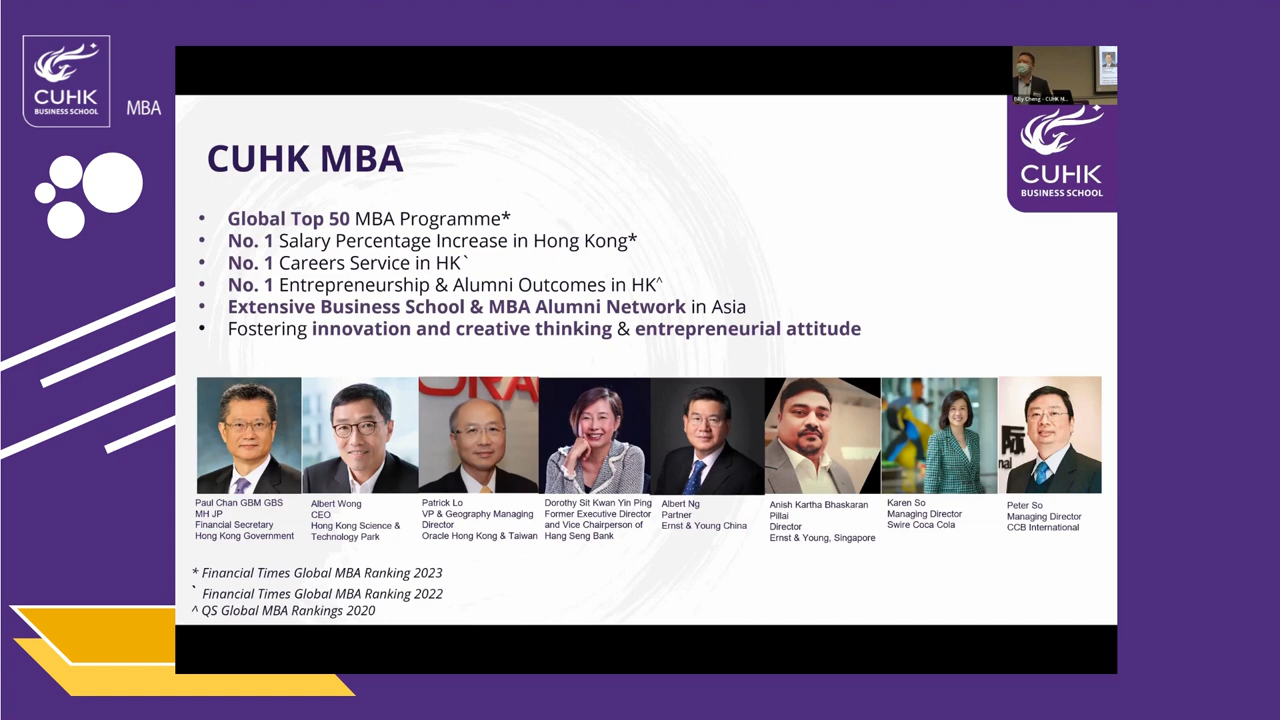 CUHK
BUSINESS SCHOOL
MBA
Billy Cheng - CUHK M...
CUHK
BUSINESS SCHOOL
CUHK MBA
• Global Top 50 MBA Programme*
• No. 1 Salary Percentage Increase in Hong Kong*
• No. 1 Careers Service in HK`
• No. 1 Entrepreneurship & Alumni Outcomes in HK^
• Extensive Business School & MBA Alumni Network in Asia
• Fostering innovation and creative thinking & entrepreneurial attitude
Paul Chan GBM GBS
MH JP
Financial Secretary
Hong Kong Government
Albert Wong
CEO
Hong Kong Science &
Technology Park
Patrick Lo
VP & Geography Managing
Director
Oracle Hong Kong & Taiwan
Dorothy Sit Kwan Yin Ping
Former Executive Director
and Vice Chairperson of
Hang Seng Bank
Albert Ng
Partner
Ernst & Young China
Anish Kartha Bhaskaran
Pillai
Director
Ernst & Young, Singapore
Karen So
Managing Director
Swire Coca Cola
Peter So
Managing Director
CCB International
* Financial Times Global MBA Ranking 2023
` Financial Times Global MBA Ranking 2022
^ QS Global MBA Rankings 2020